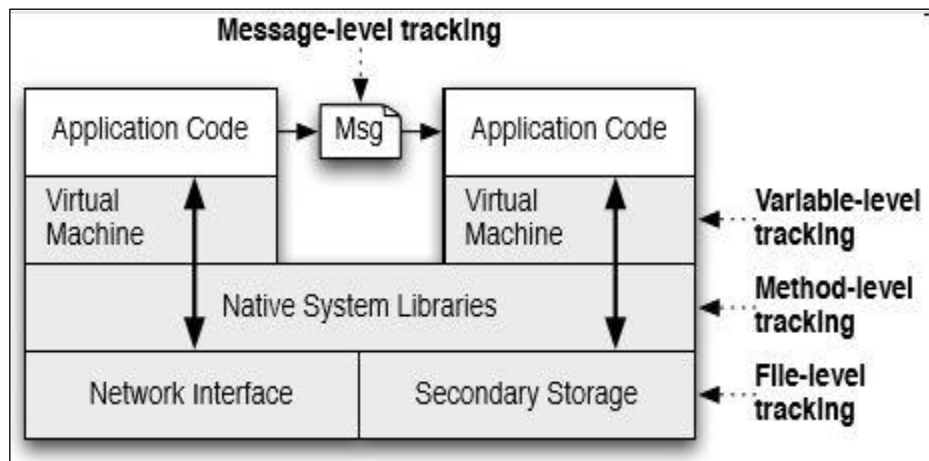 Message-level tracking
Application Code
Msg
Application Code
Virtual
Machine
Virtual
Machine
Variable-level
tracking
Native System Libraries
Method-level
tracking
Network Interface
Secondary Storage
File-level
tracking